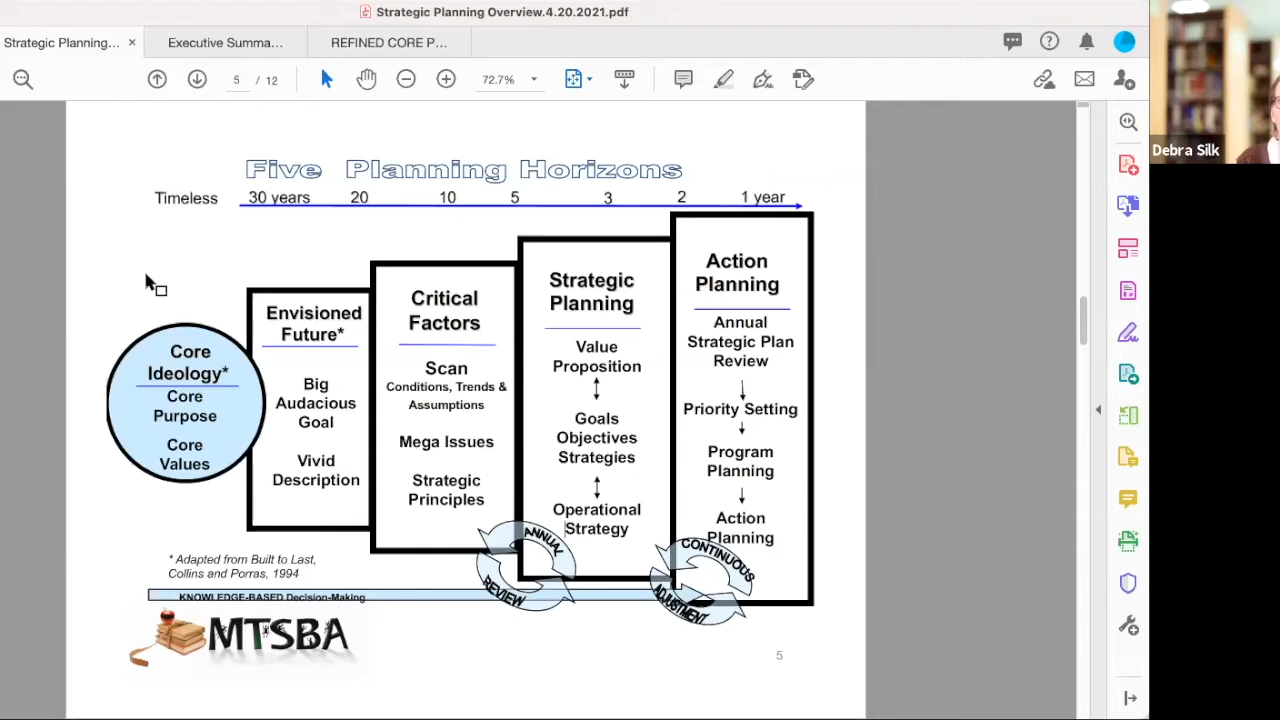 Strategic Planning Overview.4.20.2021.pdf
Strategic Planning... ×
Executive Summa...
REFINED CORE P...
5 / 12
72.7%
Debra Silk
Five Planning Horizons
Timeless 30 years 20 10 5 3 2 1 year
Core
Ideology*
Core
Purpose
Core
Values
Envisioned
Future*
Big
Audacious
Goal
Vivid
Description
Critical
Factors
Scan
Conditions, Trends &
Assumptions
Mega Issues
Strategic
Principles
Strategic
Planning
Value
Proposition
Goals
Objectives
Strategies
Operational
Strategy
Action
Planning
Annual
Strategic Plan
Review
Priority Setting
Program
Planning
Action
Planning
ANNUAL
REVIEW
CONTINUOUS
ADJUSTMENT
* Adapted from Built to Last,
Collins and Porras, 1994
KNOWLEDGE-BASED Decision-Making
MTSBA
5